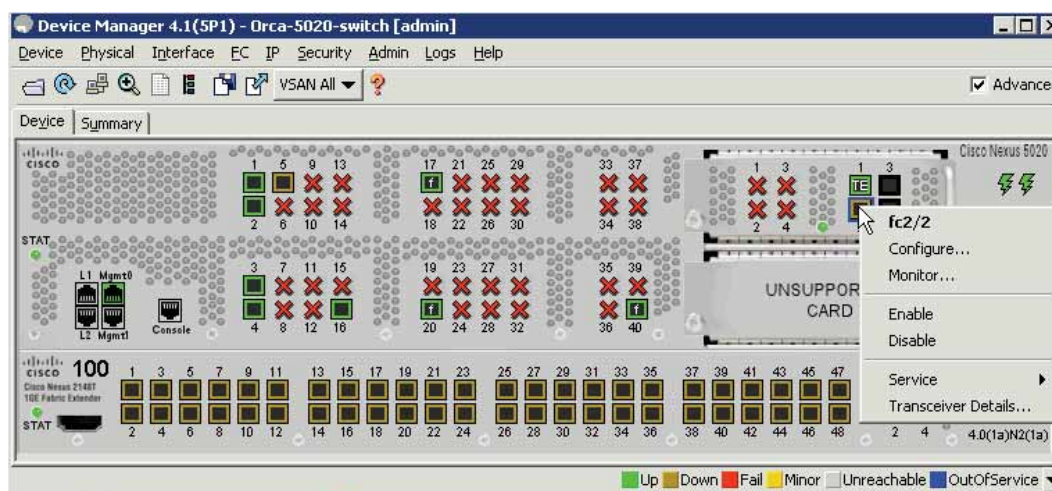 Device Manager 4.1(5P1) - Orca-5020-switch [admin]
Device Physical Interface FC IP Security Admin Logs Help
VSAN All
Advance
Device Summary
CISCO
Cisco Nexus 5020
1 5 9 13 17 21 25 29 33 37 1 3 1 3
f TE
2 6 10 14 18 22 26 30 34 38 2 4
STAT
L1 Mgmt0
L2 Mgmt1
Console
3 7 11 15 19 23 27 31 35 39
f f
4 8 12 16 20 24 28 32 36 40
UNSUPPOR
CARD
fc2/2
Configure...
Monitor...
Enable
Disable
Service
Transceiver Details...
CISCO 100
Cisco Nexus 2148T
1GE Fabric Extender
STAT
1 3 5 7 9 11 13 15 17 19 21 23 25 27 29 31 33 35 37 39 41 43 45 47
2 4 6 8 10 12 14 16 18 20 22 24 26 28 30 32 34 36 38 40 42 44 46 48 2 4
4.0(1a)N2(1a)
Up Down Fail Minor Unreachable OutOfService